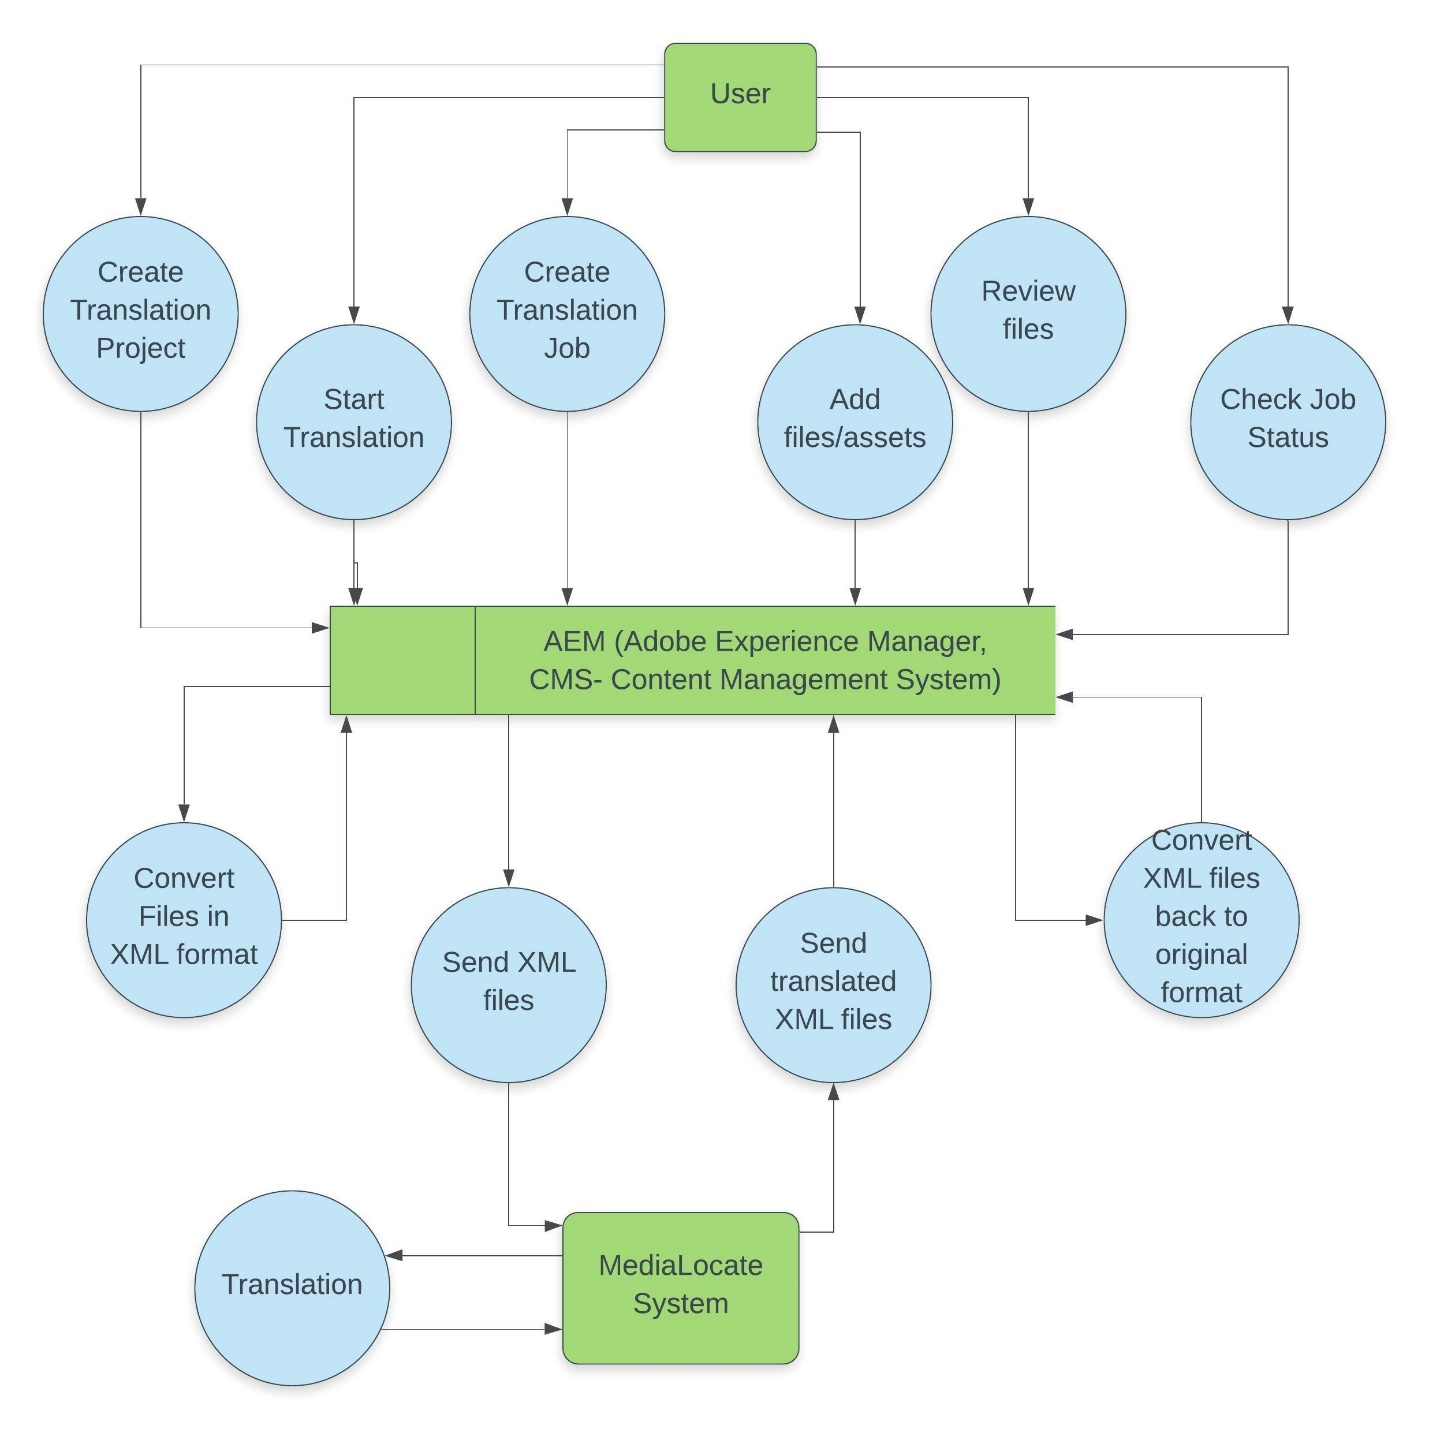 User
Create
Translation
Project
Start
Translation
Create
Translation
Job
Add
files/assets
Review
files
Check Job
Status
AEM (Adobe Experience Manager,
CMS- Content Management System)
Convert
Files in
XML format
Send XML
files
Send
translated
XML files
Convert
XML files
back to
original
format
Translation
MediaLocate
System